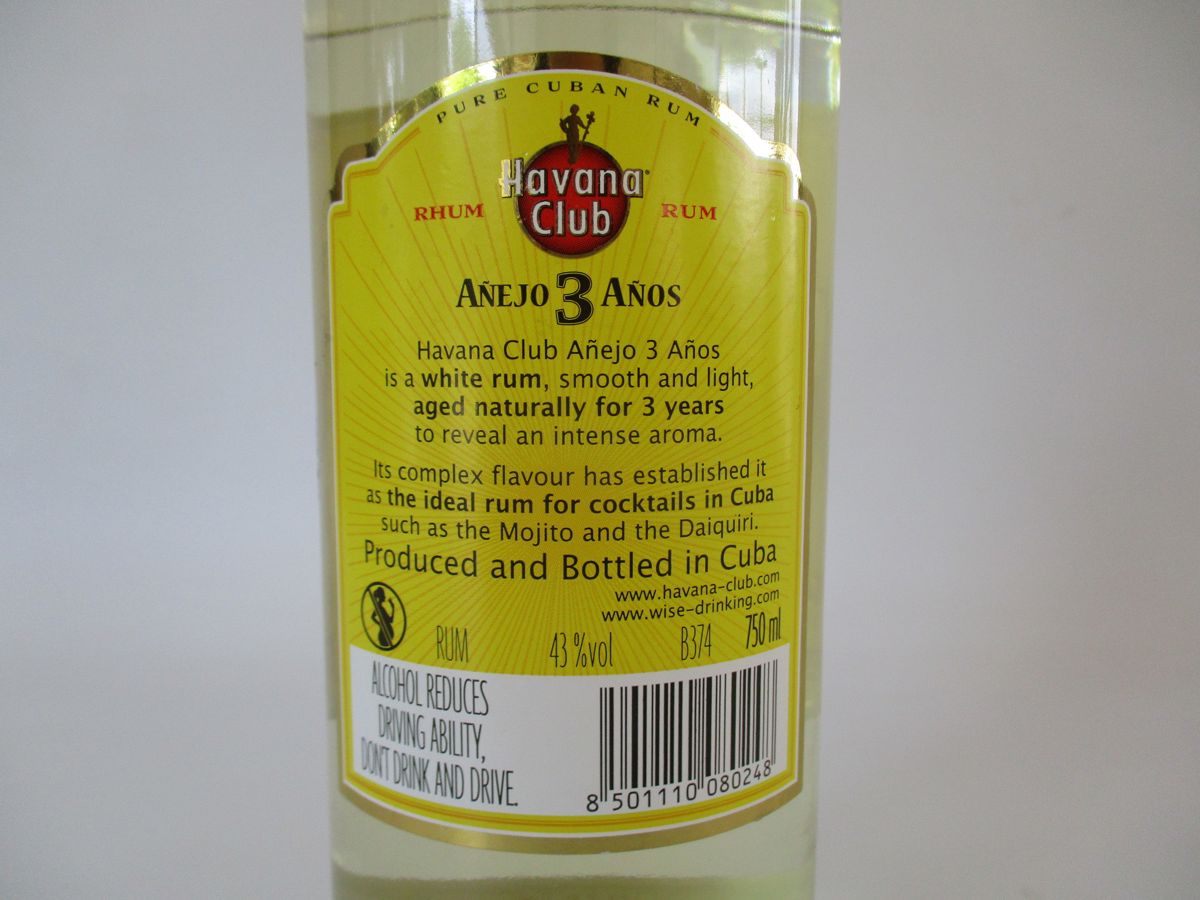 PURE CUBAN RUM
Havana
Club
RHUM
RUM
AÑEJO 3 AÑOS
Havana Club Añejo 3 Años
is a white rum, smooth and light,
aged naturally for 3 years
to reveal an intense aroma.
Its complex flavour has established it
as the ideal rum for cocktails in Cuba
such as the Mojito and the Daiquiri.
Produced and Bottled in Cuba
www.havana-club.com
www.wise-drinking.com
RUM 43 %vol B374 750 ml
ALCOHOL REDUCES
DRIVING ABILITY,
DON'T DRINK AND DRIVE.
8 501110 080248